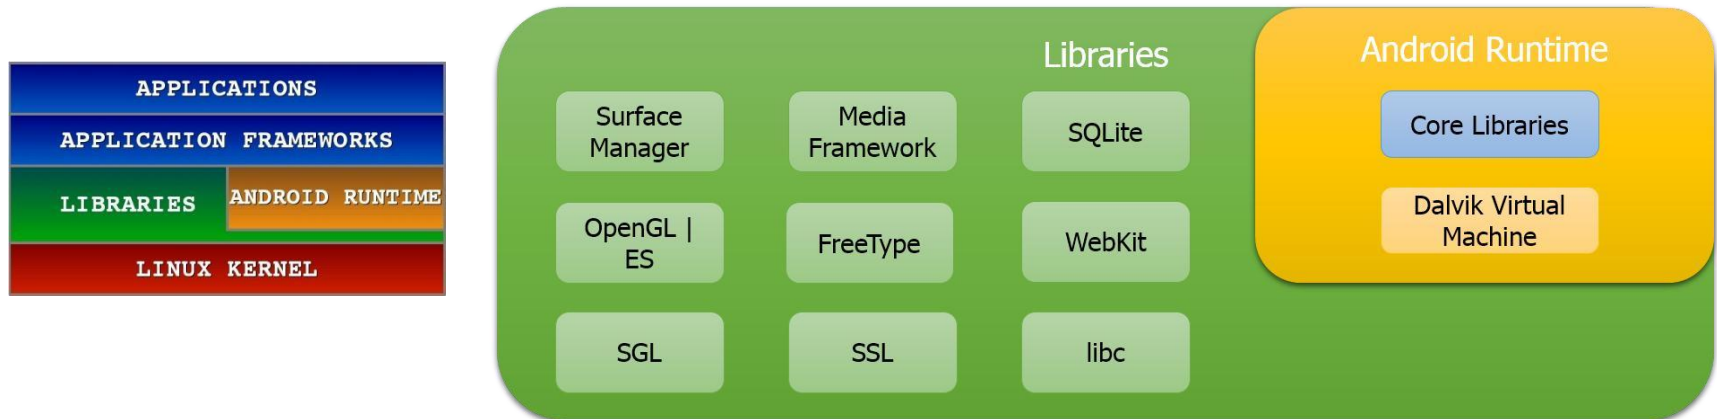 APPLICATIONS
APPLICATION FRAMEWORKS
LIBRARIES
ANDROID RUNTIME
LINUX KERNEL
Libraries
Surface
Manager
Media
Framework
SQLite
OpenGL |
ES
FreeType
WebKit
SGL
SSL
libc
Android Runtime
Core Libraries
Dalvik Virtual
Machine